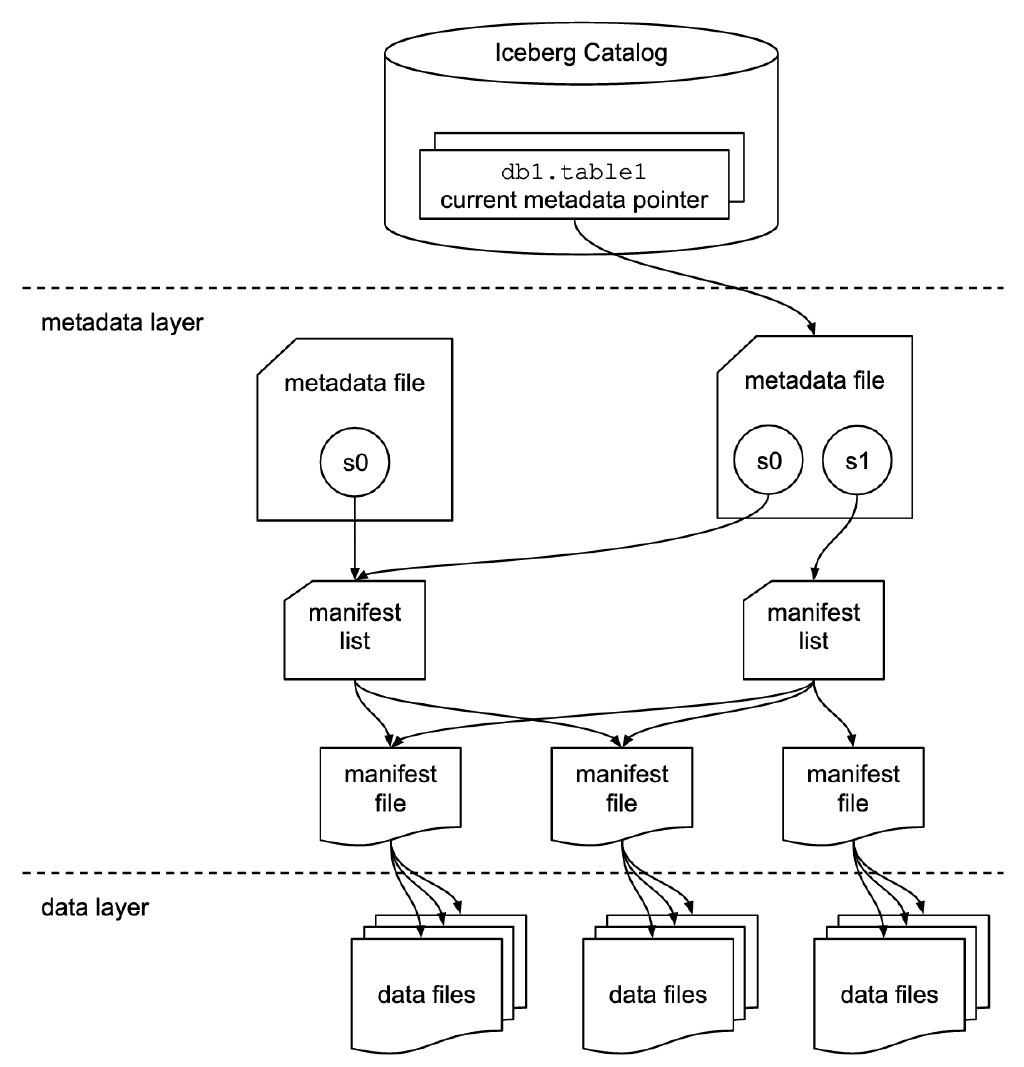 Iceberg Catalog
db1.table1
current metadata pointer
metadata layer
metadata file
metadata file
s0
s0
s1
manifest
list
manifest
list
manifest
file
manifest
file
manifest
file
data layer
data files
data files
data files